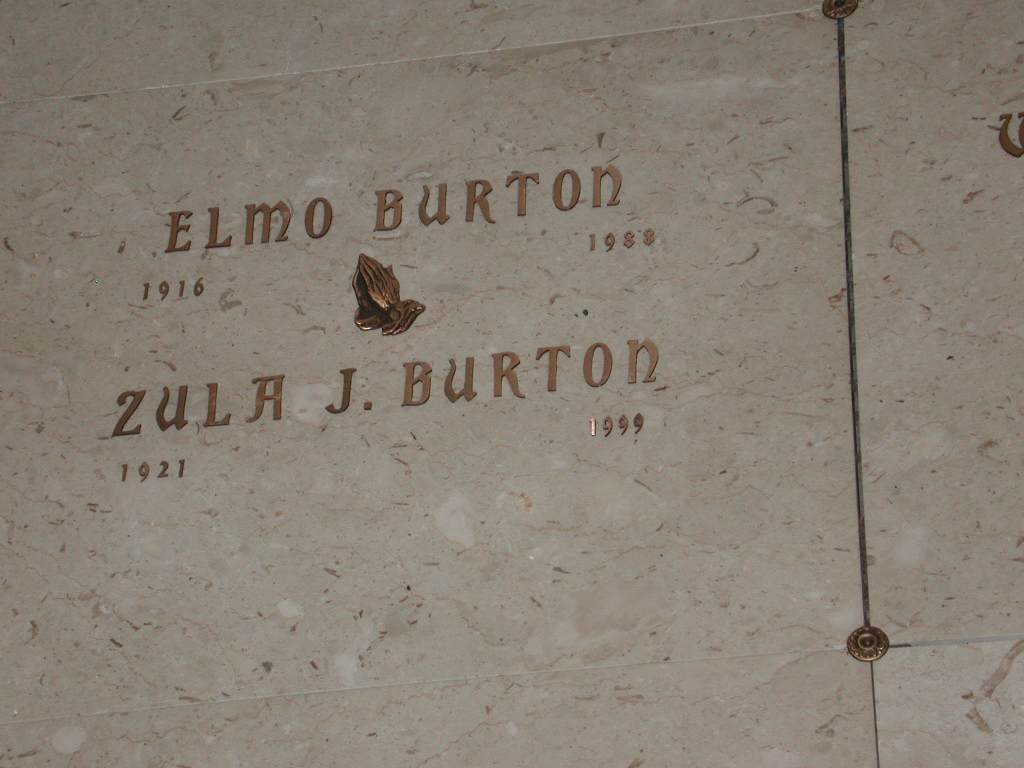 ELMO BURTON
1916 1988
ZULA J. BURTON
1921 1999